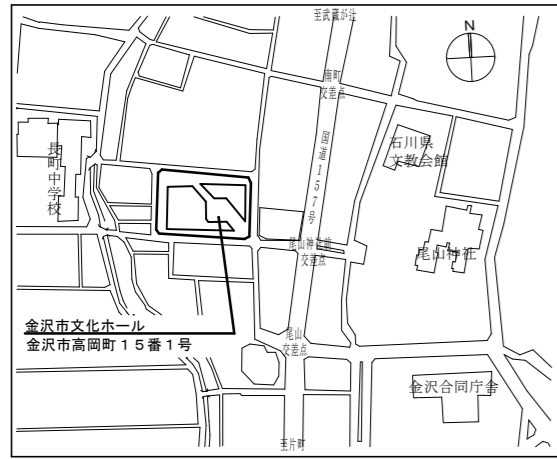 至武蔵が辻
N
南町
交差点
国道157号
石川県
文教会館
長町中学校
尾山神社前
交差点
尾山神社
金沢市文化ホール
金沢市高岡町15番1号
尾山
交差点
金沢合同庁舎
至片町